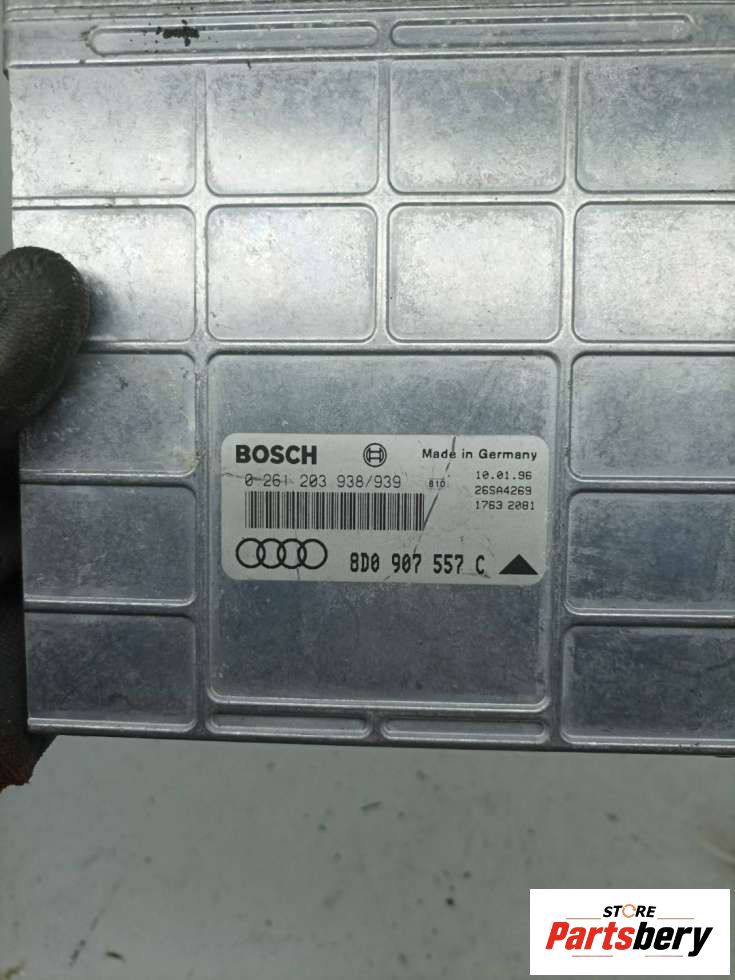 BOSCH Made in Germany
0 261 203 938/939 810 10.01.96
26SA4269
1763 2081
8D0 907 557 C
STORE
Partsbery